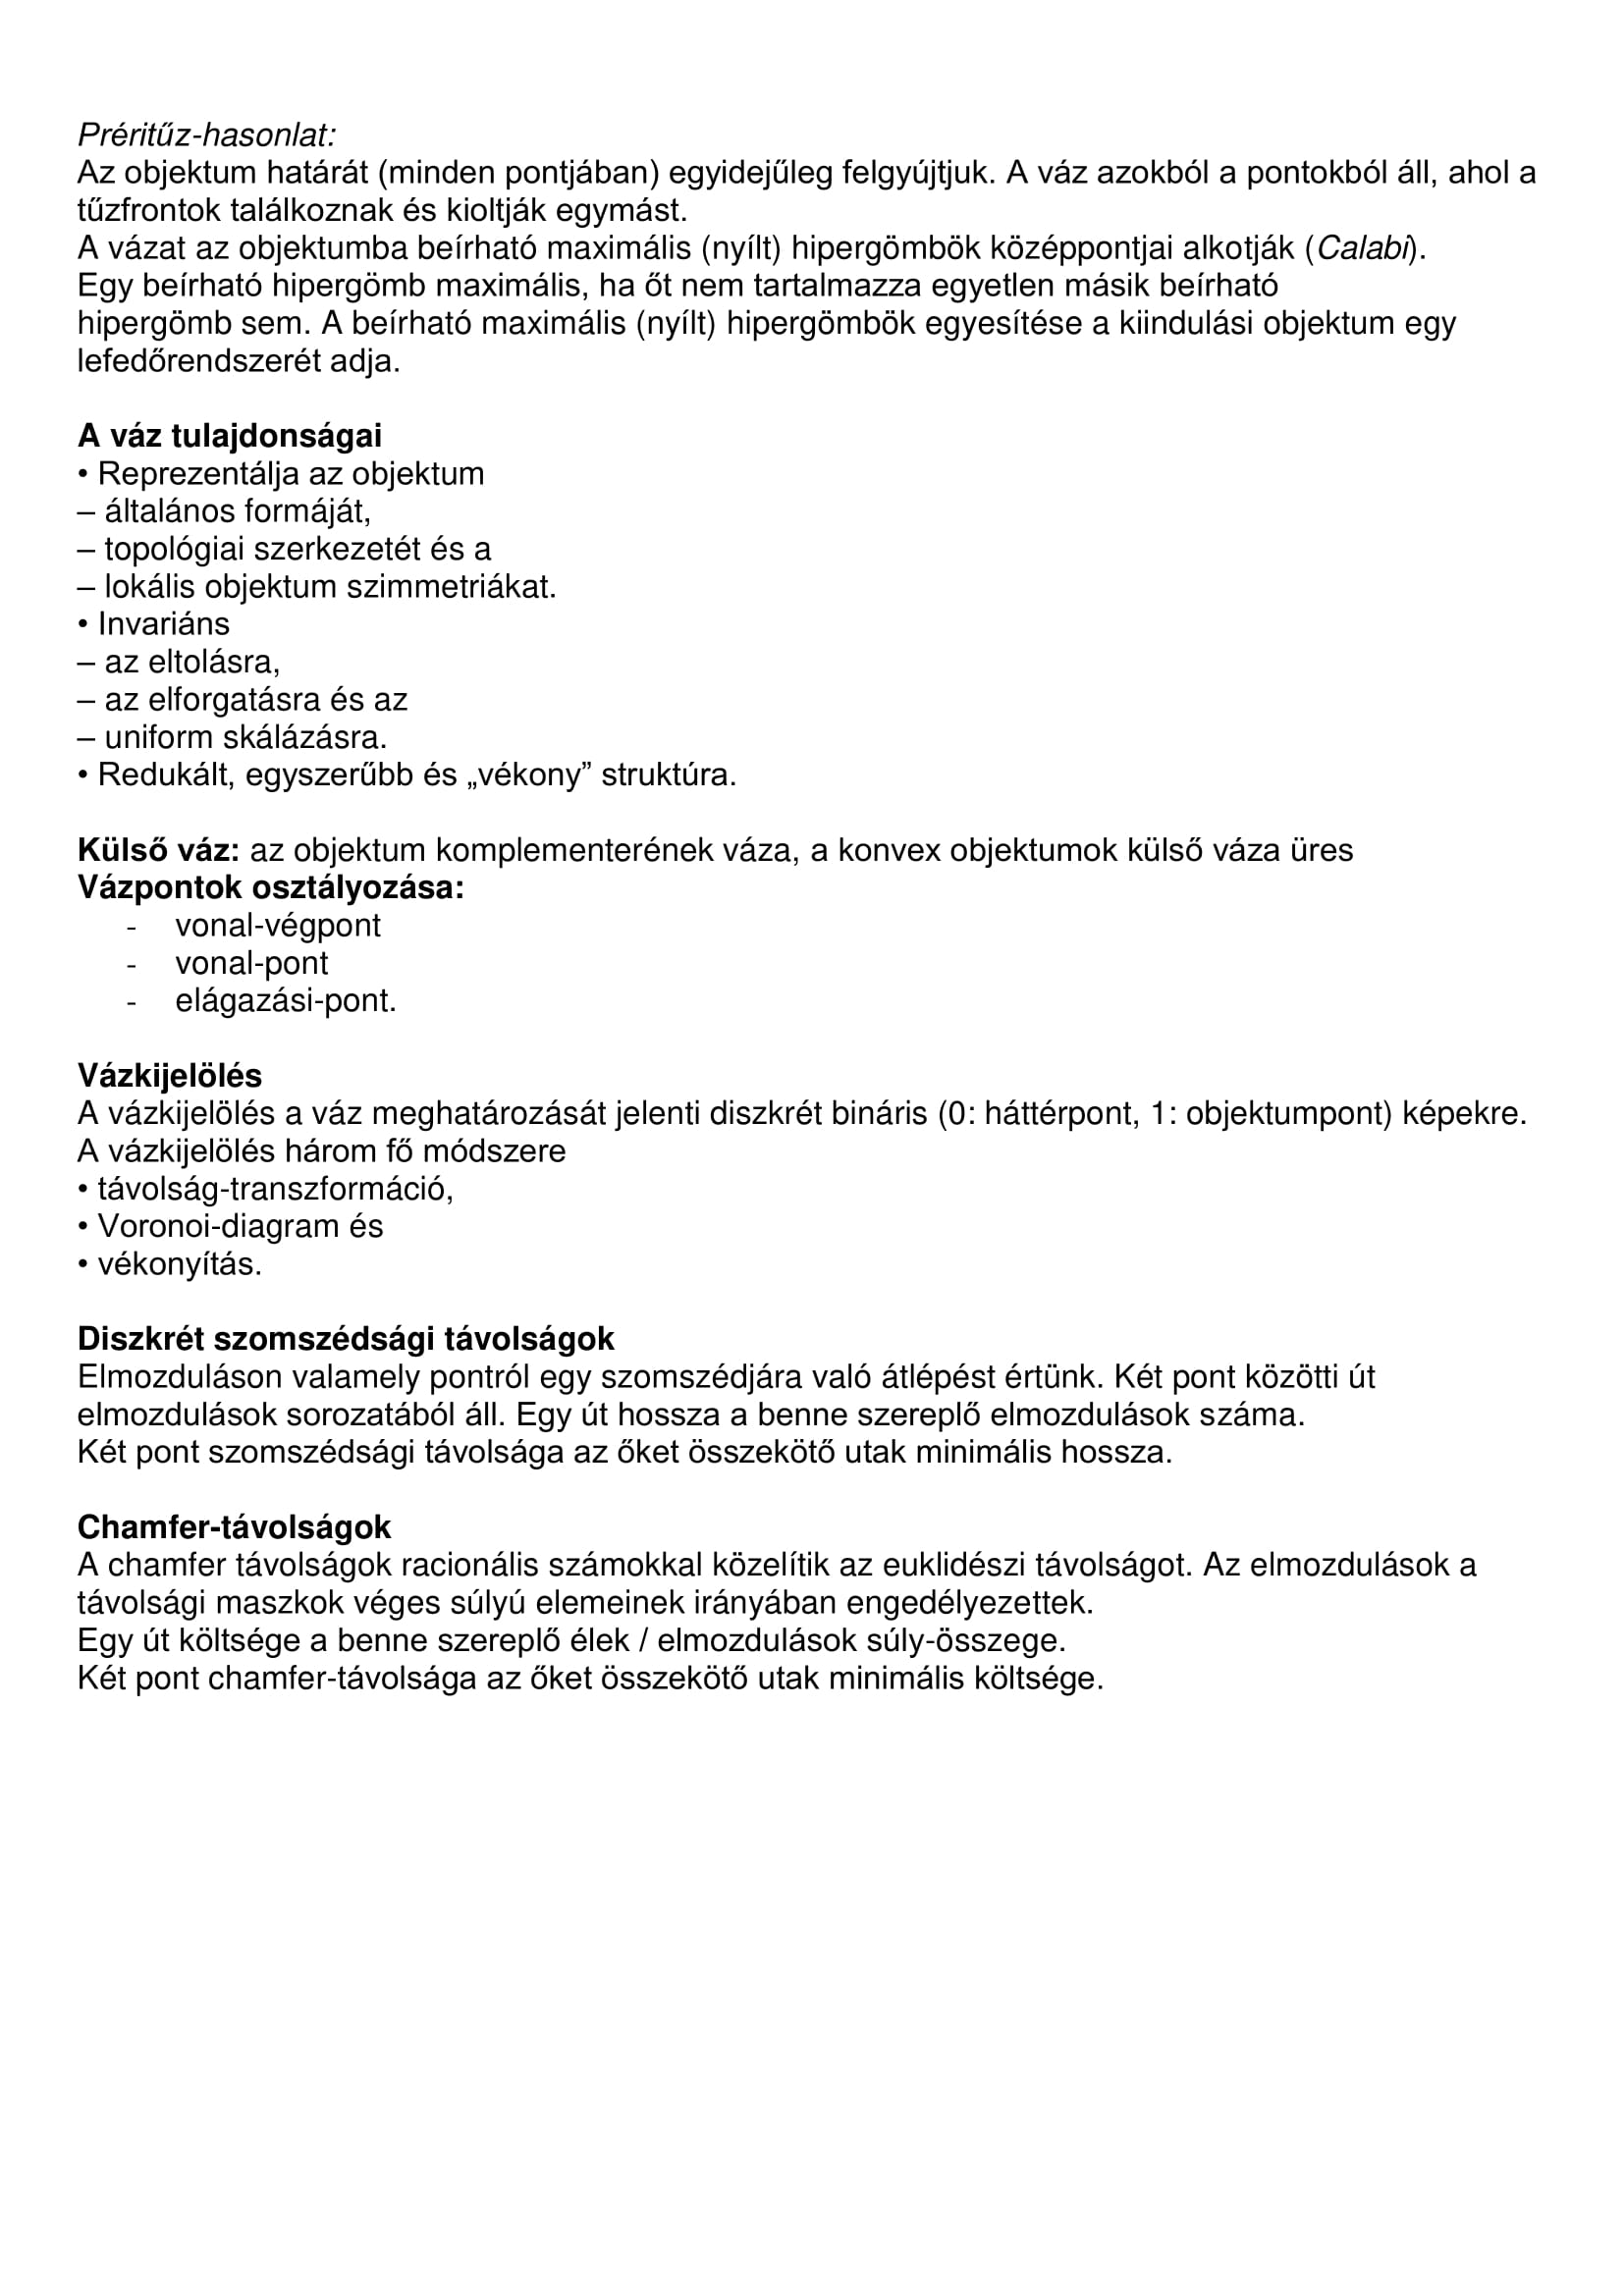 Préritűz-hasonlat:
Az objektum határát (minden pontjában) egyidejűleg felgyújtjuk. A váz azokból a pontokból áll, ahol a
tűzfrontok találkoznak és kioltják egymást.
A vázat az objektumba beírható maximális (nyílt) hipergömbök középpontjai alkotják (Calabi).
Egy beírható hipergömb maximális, ha őt nem tartalmazza egyetlen másik beírható
hipergömb sem. A beírható maximális (nyílt) hipergömbök egyesítése a kiindulási objektum egy
lefedőrendszerét adja.
A váz tulajdonságai
• Reprezentálja az objektum
– általános formáját,
– topológiai szerkezetét és a
– lokális objektum szimmetriákat.
• Invariáns
– az eltolásra,
– az elforgatásra és az
– uniform skálázásra.
• Redukált, egyszerűbb és „vékony” struktúra.
Külső váz: az objektum komplementerének váza, a konvex objektumok külső váza üres
Vázpontok osztályozása:
- vonal-végpont
- vonal-pont
- elágazási-pont.
Vázkijelölés
A vázkijelölés a váz meghatározását jelenti diszkrét bináris (0: háttérpont, 1: objektumpont) képekre.
A vázkijelölés három fő módszere
• távolság-transzformáció,
• Voronoi-diagram és
• vékonyítás.
Diszkrét szomszédsági távolságok
Elmozduláson valamely pontról egy szomszédjára való átlépést értünk. Két pont közötti út
elmozdulások sorozatából áll. Egy út hossza a benne szereplő elmozdulások száma.
Két pont szomszédsági távolsága az őket összekötő utak minimális hossza.
Chamfer-távolságok
A chamfer távolságok racionális számokkal közelítik az euklidészi távolságot. Az elmozdulások a
távolsági maszkok véges súlyú elemeinek irányában engedélyezettek.
Egy út költsége a benne szereplő élek / elmozdulások súly-összege.
Két pont chamfer-távolsága az őket összekötő utak minimális költsége.